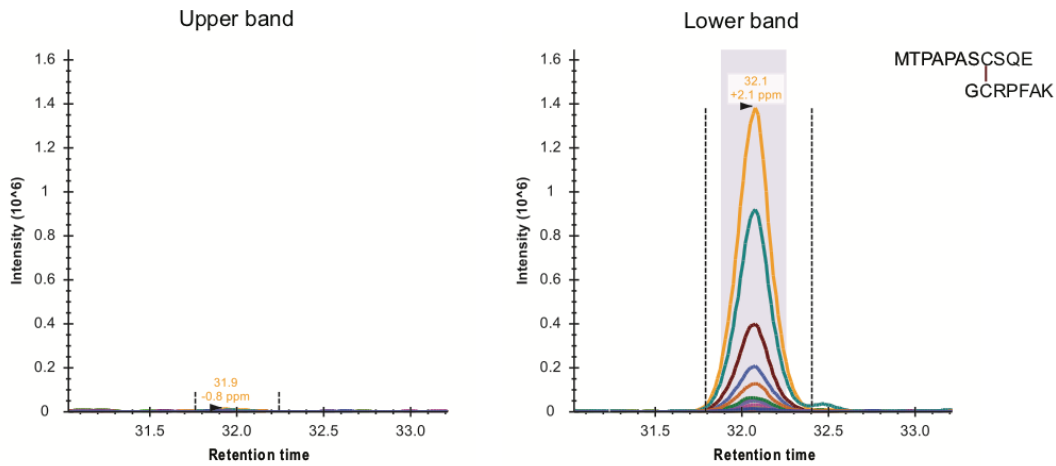 Upper band
1.6
1.4
1.2
1
0.8
0.6
0.4
0.2
0
Intensity (10^6)
31.9
-0.8 ppm
31.5
32.0
32.5
33.0
Retention time
Lower band
1.6
1.4
1.2
1
0.8
0.6
0.4
0.2
0
Intensity (10^6)
32.1
+2.1 ppm
31.5
32.0
32.5
33.0
Retention time
MTPAPASCSQE
GCRPFAK